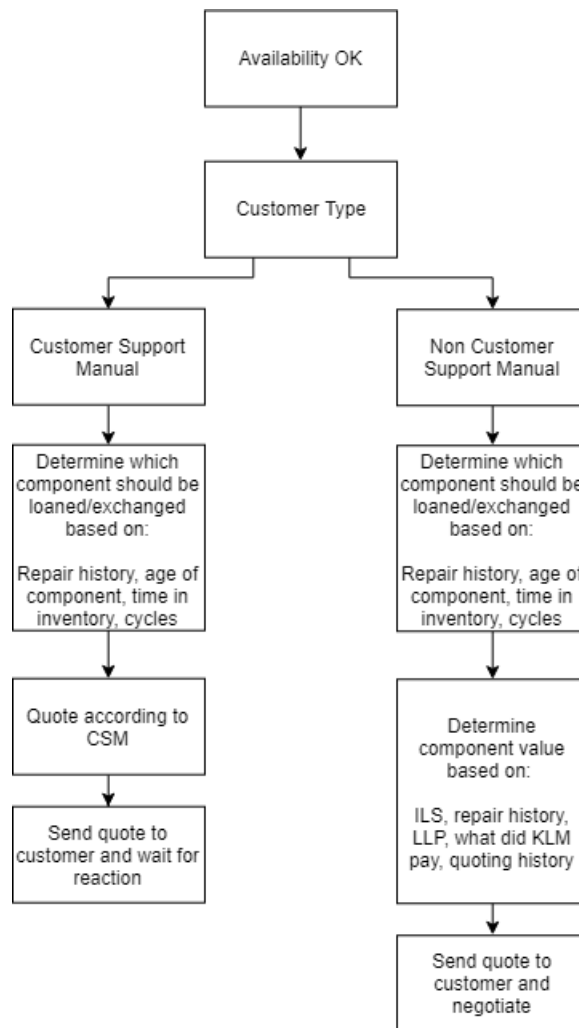 Availability OK
Customer Type
Customer Support
Manual
Determine which
component should be
loaned/exchanged
based on:
Repair history, age of
component, time in
inventory, cycles
Quote according to
CSM
Send quote to
customer and wait for
reaction
Non Customer
Support Manual
Determine which
component should be
loaned/exchanged
based on:
Repair history, age of
component, time in
inventory, cycles
Determine
component value
based on:
ILS, repair history,
LLP, what did KLM
pay, quoting history
Send quote to
customer and
negotiate